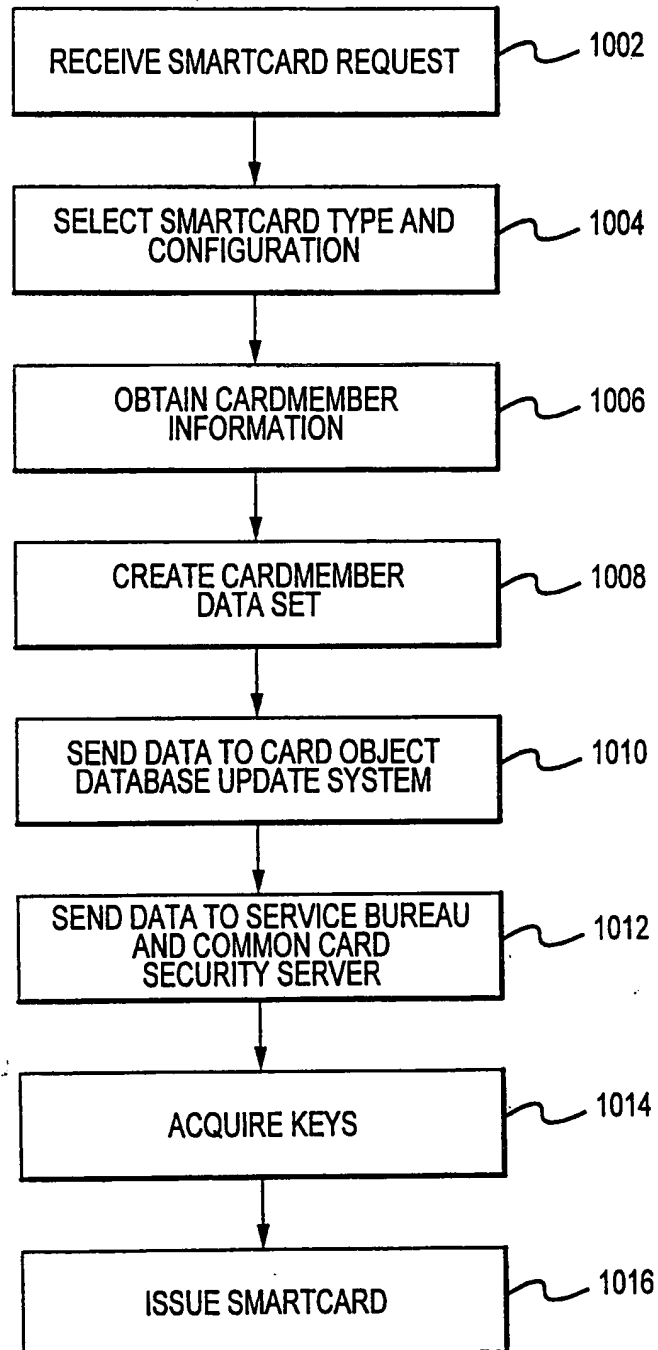 RECEIVE SMARTCARD REQUEST
1002
SELECT SMARTCARD TYPE AND
CONFIGURATION
1004
OBTAIN CARDMEMBER
INFORMATION
1006
CREATE CARDMEMBER
DATA SET
1008
SEND DATA TO CARD OBJECT
DATABASE UPDATE SYSTEM
1010
SEND DATA TO SERVICE BUREAU
AND COMMON CARD
SECURITY SERVER
1012
ACQUIRE KEYS
1014
ISSUE SMARTCARD
1016